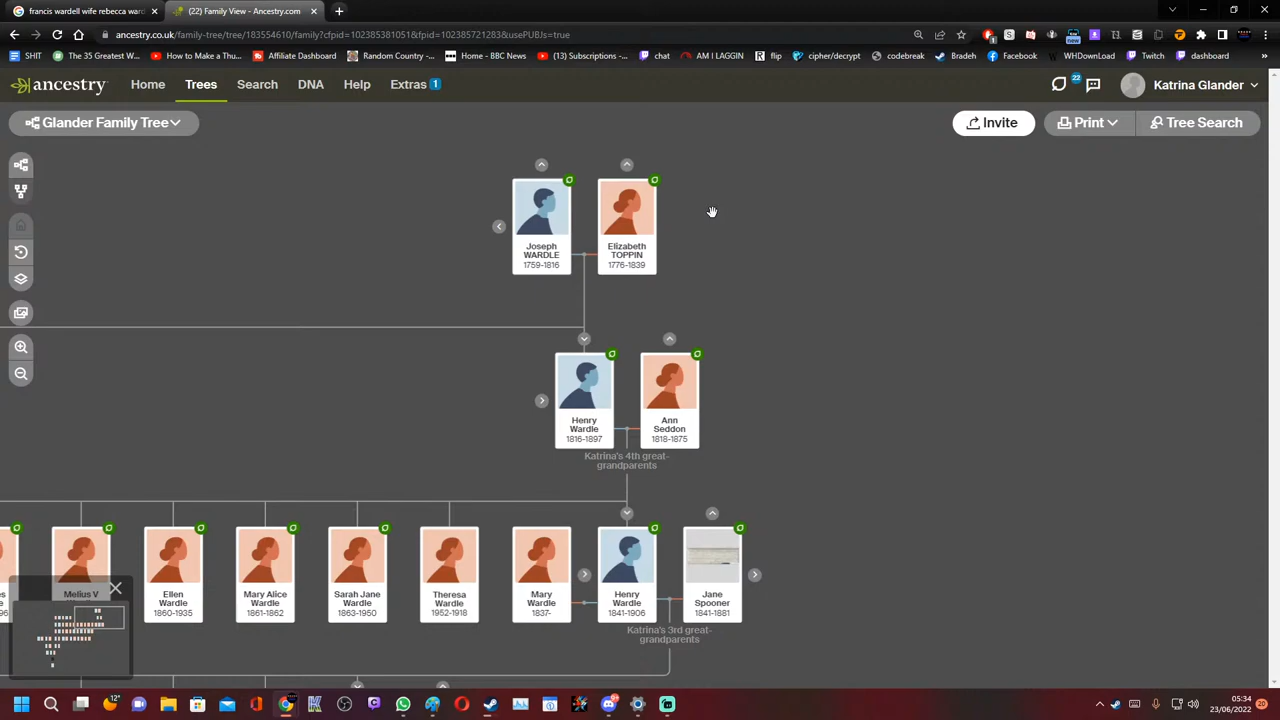 francis wardell wife rebecca ward
(22) Family View - Ancestry.com
ancestry.co.uk/family-tree/tree/183554610/family?cfpid=102385381051&fpid=102385721283&usePUBJs=true
SHIT
The 35 Greatest W...
How to Make a Thu...
Affiliate Dashboard
Kingdom Country -...
Home - BBC News
(13) Subscriptions -...
chat
AM I LAGGIN
flip
cipher/decrypt
codebreak
Bradeh
Facebook
WHDownLoad
Twitch
dashboard
»
ancestry
Home
Trees
Search
DNA
Help
Extras 1
22
Katrina Glander
Glander Family Tree
Invite
Print
Tree Search
Joseph
WARDLE
1759-1816
Elizabeth
TOPPIN
1776-1839
Henry
Wardle
1816-1897
Ann
Seddon
1818-1875
Katrina's 4th great-
grandparents
Melius V
Ellen
Wardle
1860-1935
Mary Alice
Wardle
1861-1862
Sarah Jane
Wardle
1863-1950
Theresa
Wardle
1952-1918
Mary
Wardle
1837-
Henry
Wardle
1841-1906
Jane
Spooner
1841-1881
Katrina's 3rd great-
grandparents
12°
05:34
23/06/2022
20